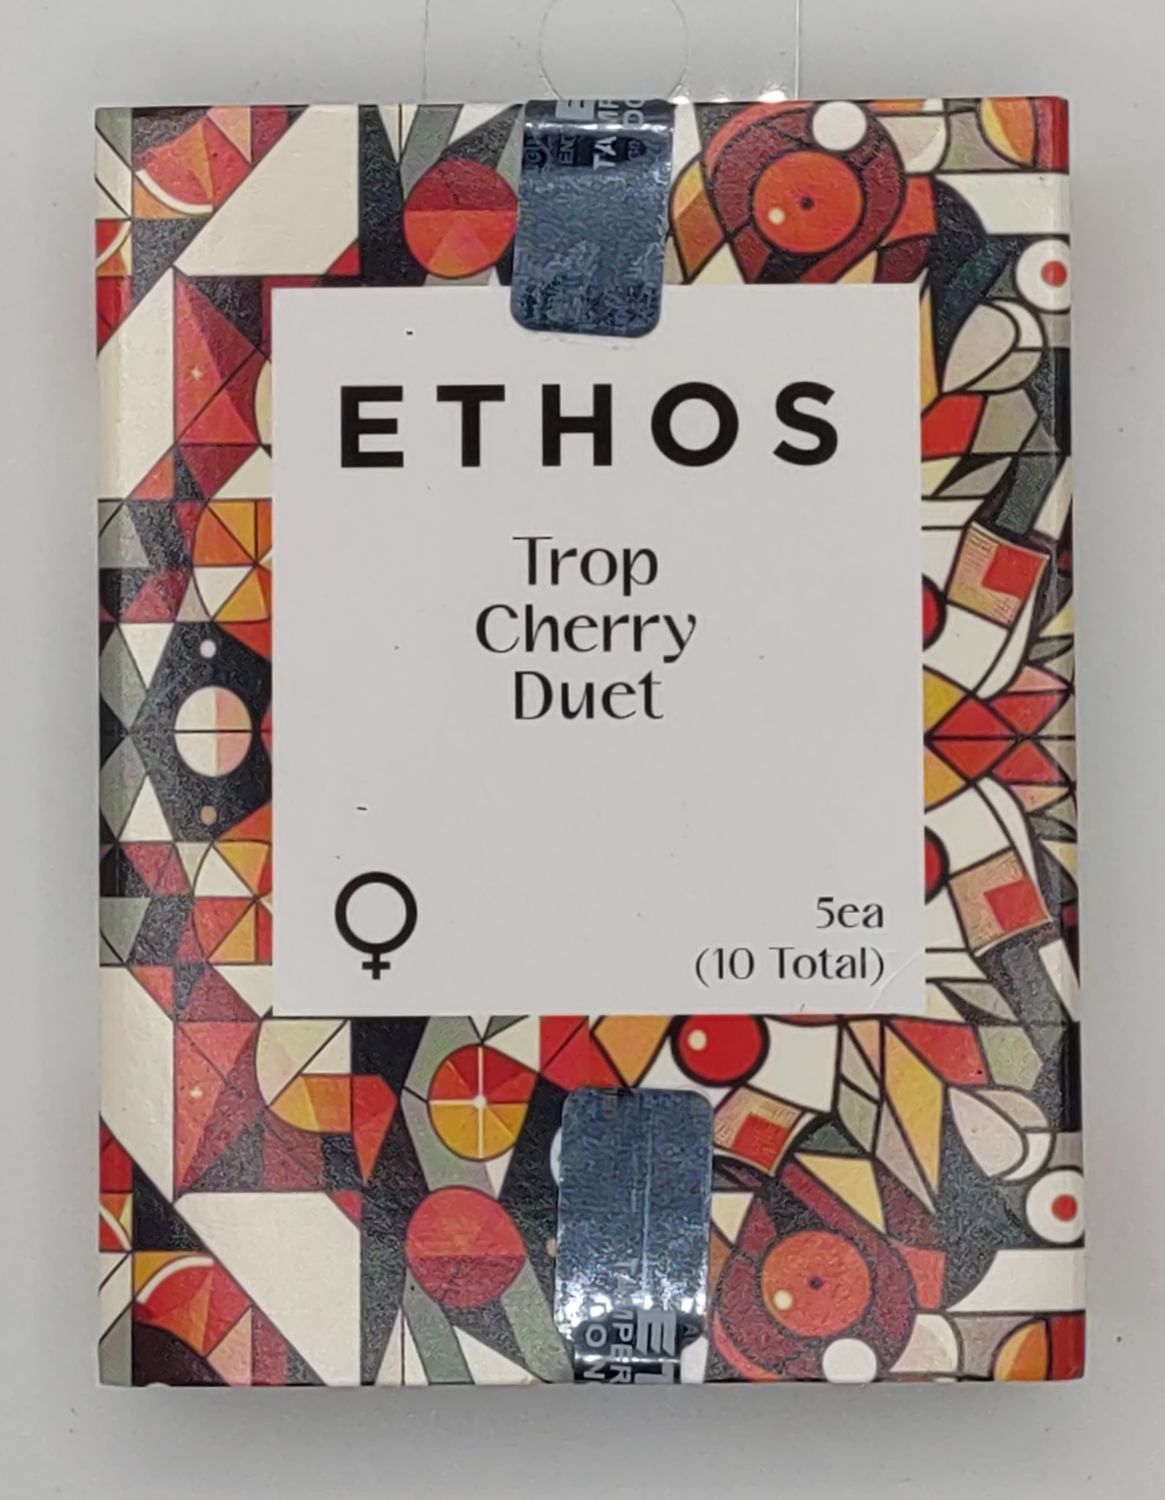 ETHOS
Trop
Cherry
Duet
5ea
(10 Total)